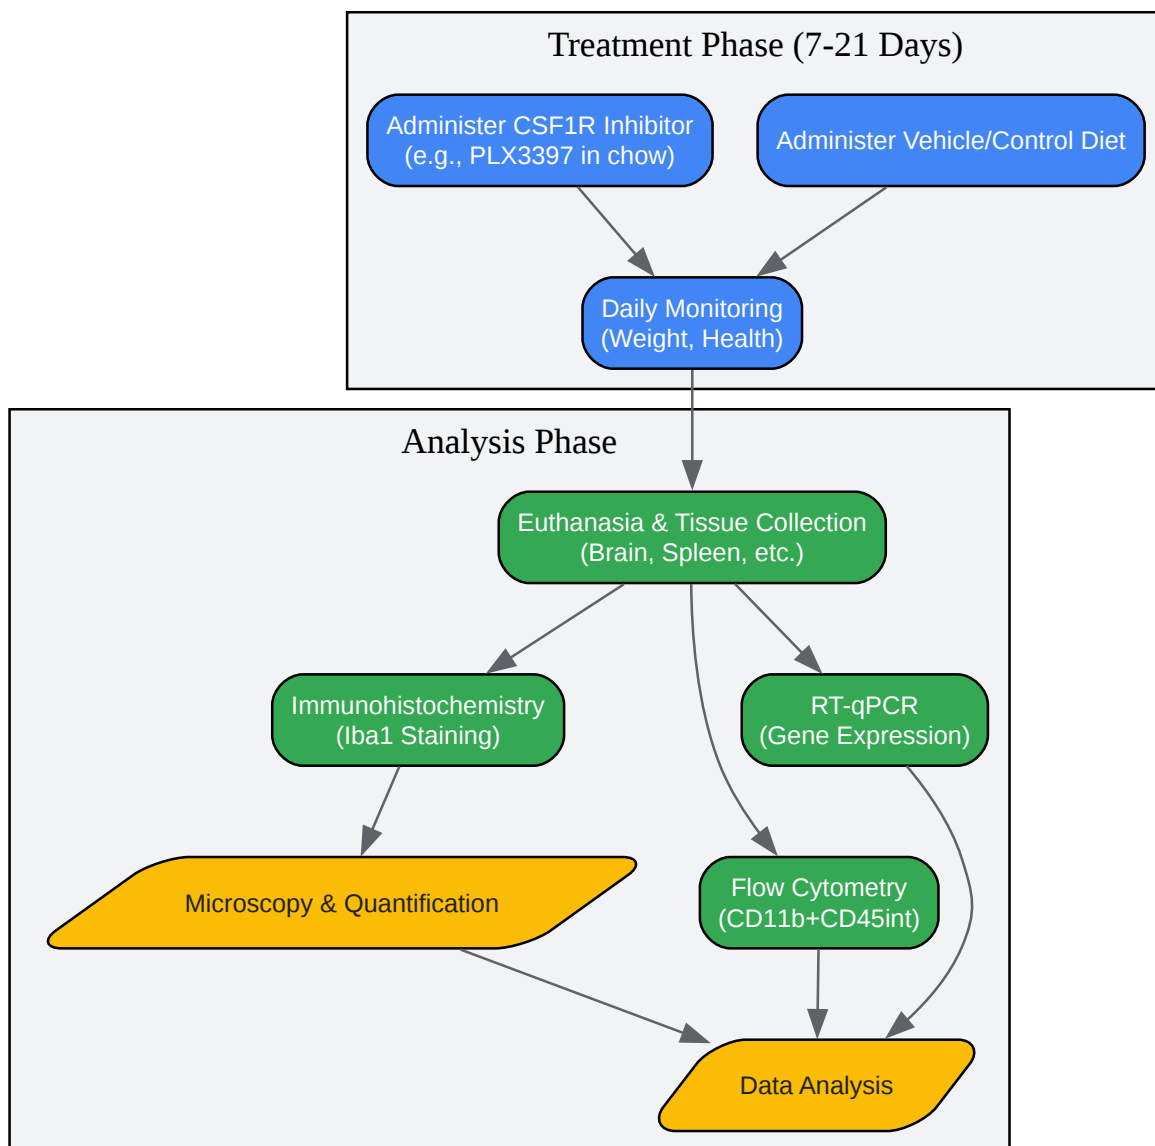 Treatment Phase (7-21 Days)
Administer CSF1R Inhibitor
(e.g., PLX3397 in chow)
Administer Vehicle/Control Diet
Daily Monitoring
(Weight, Health)
Analysis Phase
Euthanasia & Tissue Collection
(Brain, Spleen, etc.)
Immunohistochemistry
(Iba1 Staining)
RT-qPCR
(Gene Expression)
Microscopy & Quantification
Flow Cytometry
(CD11b+CD45int)
Data Analysis